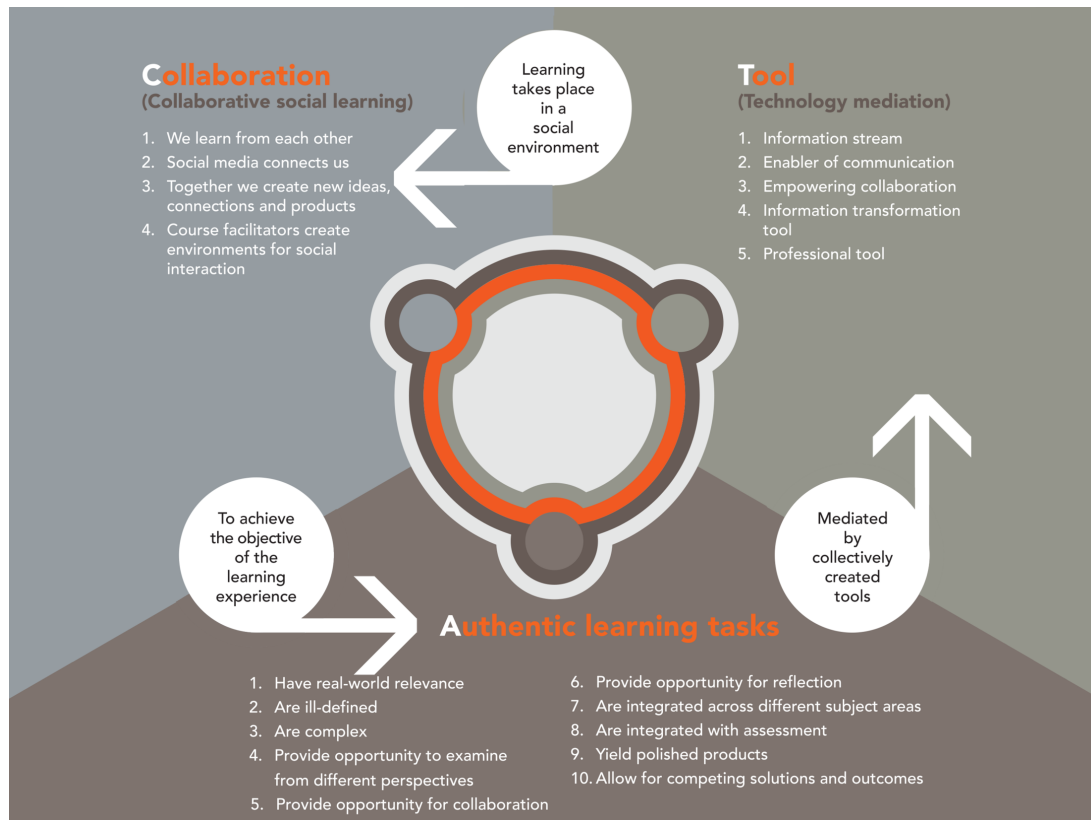 Collaboration
(Collaborative social learning)
1. We learn from each other
2. Social media connects us
3. Together we create new ideas,
connections and products
4. Course facilitators create
environments for social
interaction
Learning
takes place
in a
social
environment
Tool
(Technology mediation)
1. Information stream
2. Enabler of communication
3. Empowering collaboration
4. Information transformation
tool
5. Professional tool
To achieve
the objective
of the
learning
experience
Mediated
by
collectively
created
tools
Authentic learning tasks
1. Have real-world relevance
2. Are ill-defined
3. Are complex
4. Provide opportunity to examine
from different perspectives
5. Provide opportunity for collaboration
6. Provide opportunity for reflection
7. Are integrated across different subject areas
8. Are integrated with assessment
9. Yield polished products
10. Allow for competing solutions and outcomes